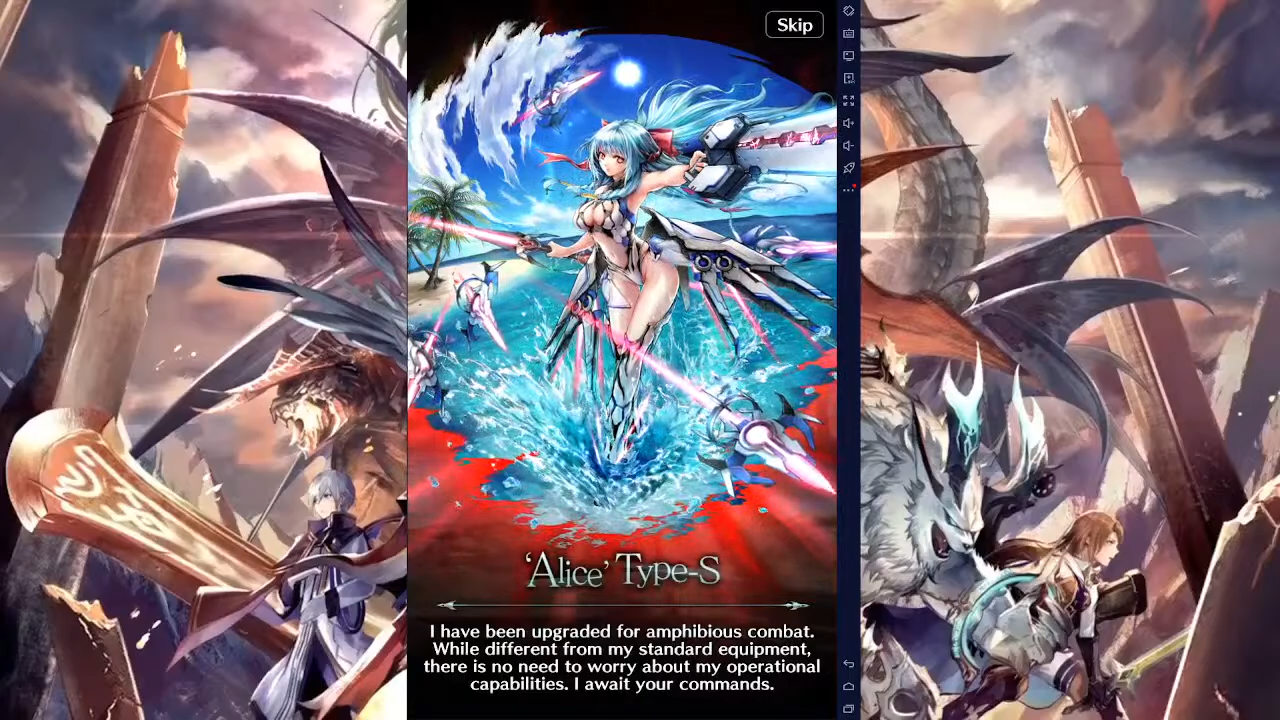 Skip
‘Alice’ Type-S
I have been upgraded for amphibious combat.
While different from my standard equipment,
there is no need to worry about my operational
capabilities. I await your commands.